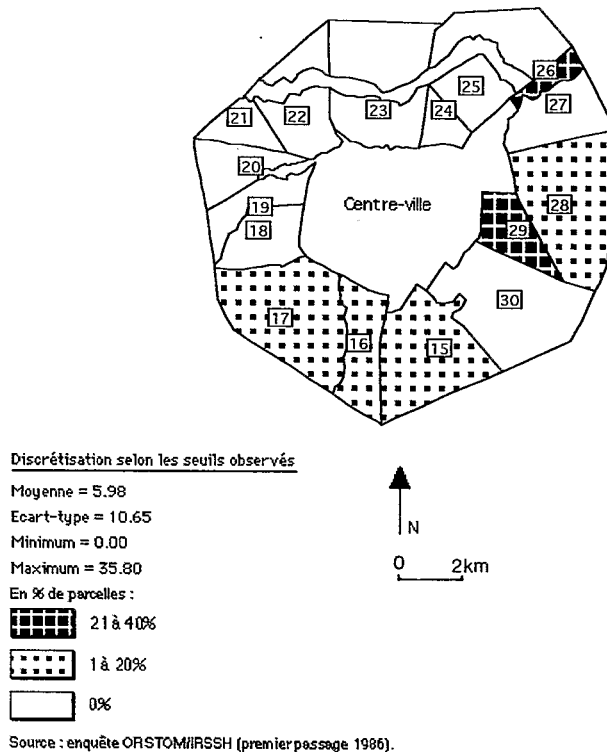 26
25
27
21
22
23
24
20
28
19
Centre-ville
18
29
30
17
16
15
Discrétisation selon les seuils observés
Moyenne = 5.98
Ecart-type = 10.65
Minimum = 0.00
Maximum = 35.80
N
0 2km
En % de parcelles :
21 à 40%
1 à 20%
0%
Source : enquête ORSTOM/IRSSH (premier passage 1986).